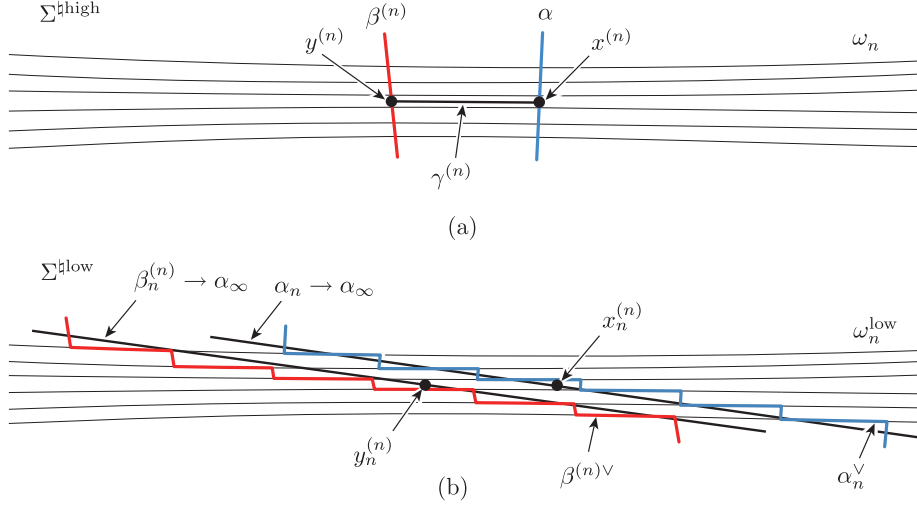 Σ^{♮high}
β^{(n)}
α
y^{(n)}
x^{(n)}
ω_n
γ^{(n)}
(a)
Σ^{♮low}
β_n^{(n)} → α_∞
α_n → α_∞
x_n^{(n)}
ω_n^{low}
y_n^{(n)}
β^{(n)∨}
α_n^∨
(b)